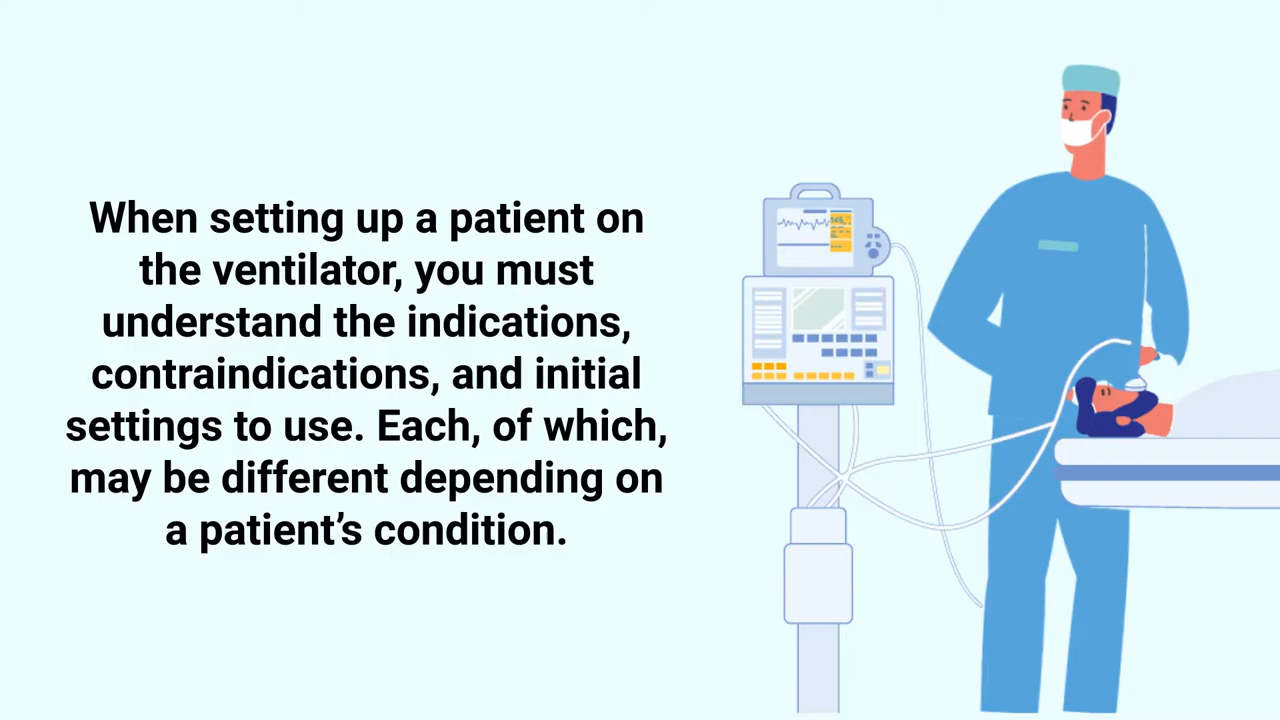 When setting up a patient on
the ventilator, you must
understand the indications,
contraindications, and initial
settings to use. Each, of which,
may be different depending on
a patient’s condition.